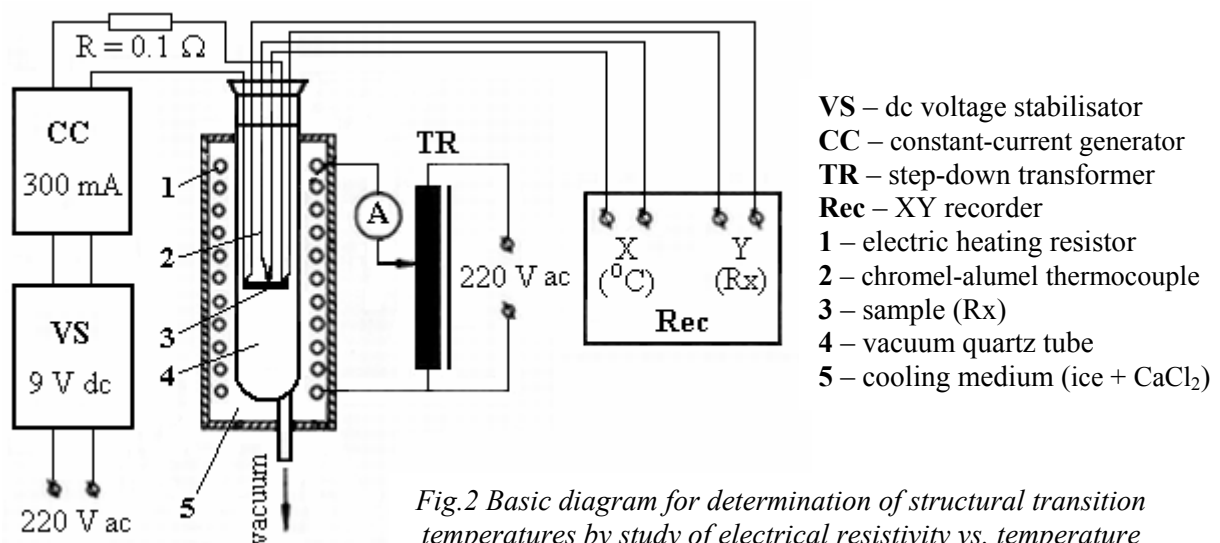 R = 0.1 Ω
CC
300 mA
VS
9 V dc
220 V ac
1
2
3
4
5
vacuum
A
TR
220 V ac
X
(⁰C)
Y
(Rx)
Rec
VS – dc voltage stabilisator
CC – constant-current generator
TR – step-down transformer
Rec – XY recorder
1 – electric heating resistor
2 – chromel-alumel thermocouple
3 – sample (Rx)
4 – vacuum quartz tube
5 – cooling medium (ice + CaCl₂)
Fig.2 Basic diagram for determination of structural transition
temperatures by study of electrical resistivity vs. temperature